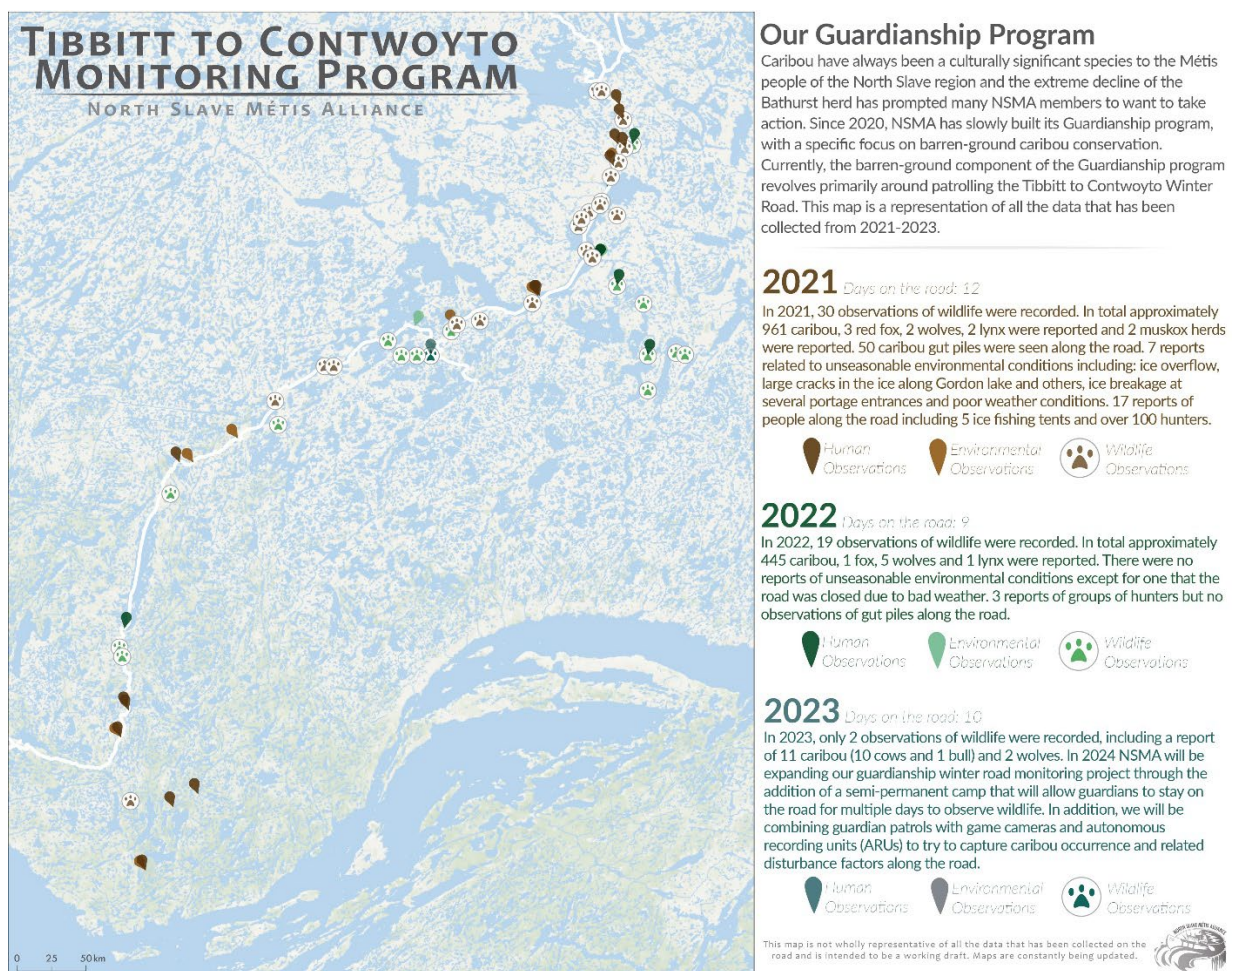 TIBBITT TO CONTWOYTO
MONITORING PROGRAM
NORTH SLAVE MÉTIS ALLIANCE
Our Guardianship Program
Caribou have always been a culturally significant species to the Métis
people of the North Slave region and the extreme decline of the
Bathurst herd has prompted many NSMA members to want to take
action. Since 2020, NSMA has slowly built its Guardianship program,
with a specific focus on barren-ground caribou conservation.
Currently, the barren-ground component of the Guardianship program
revolves primarily around patrolling the Tibbitt to Contwoyto Winter
Road. This map is a representation of all the data that has been
collected from 2021-2023.
2021 Days on the road: 12
In 2021, 30 observations of wildlife were recorded. In total approximately
961 caribou, 3 red fox, 2 wolves, 2 lynx were reported and 2 muskox herds
were reported. 50 caribou gut piles were seen along the road. 7 reports
related to unseasonable environmental conditions including: ice overflow,
large cracks in the ice along Gordon lake and others, ice breakage at
several portage entrances and poor weather conditions. 17 reports of
people along the road including 5 ice fishing tents and over 100 hunters.
Human Environmental Wildlife
Observations Observations Observations
2022 Days on the road: 9
In 2022, 19 observations of wildlife were recorded. In total approximately
445 caribou, 1 fox, 5 wolves and 1 lynx were reported. There were no
reports of unseasonable environmental conditions except for one that the
road was closed due to bad weather. 3 reports of groups of hunters but no
observations of gut piles along the road.
Human Environmental Wildlife
Observations Observations Observations
2023 Days on the road: 10
In 2023, only 2 observations of wildlife were recorded, including a report
of 11 caribou (10 cows and 1 bull) and 2 wolves. In 2024 NSMA will be
expanding our guardianship winter road monitoring project through the
addition of a semi-permanent camp that will allow guardians to stay on
the road for multiple days to observe wildlife. In addition, we will be
combining guardian patrols with game cameras and autonomous
recording units (ARUs) to try to capture caribou occurrence and related
disturbance factors along the road.
Human Environmental Wildlife
Observations Observations Observations
This map is not wholly representative of all the data that has been collected on the
road and is intended to be a working draft. Maps are constantly being updated.
NORTH SLAVE MÉTIS ALLIANCE
0 25 50 km